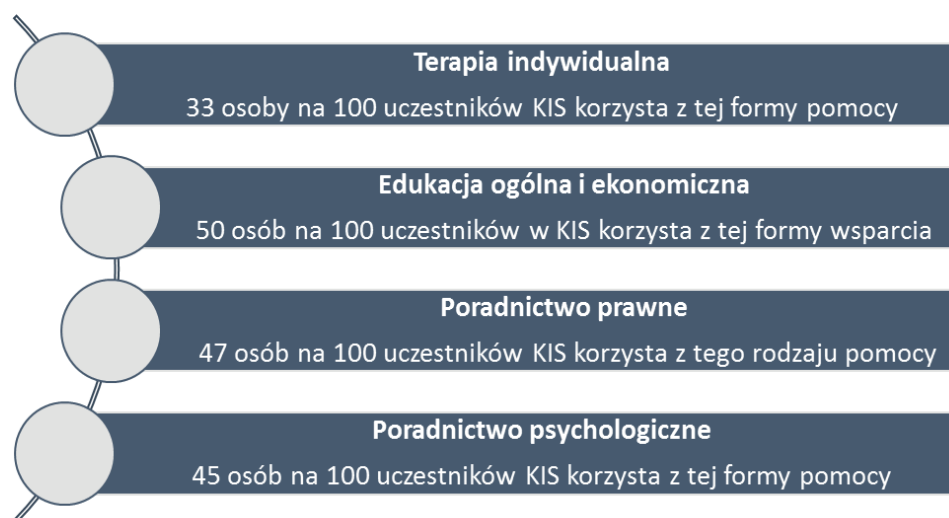 Terapia indywidualna
33 osoby na 100 uczestników KIS korzysta z tej formy pomocy
Edukacja ogólna i ekonomiczna
50 osób na 100 uczestników w KIS korzysta z tej formy wsparcia
Poradnictwo prawne
47 osób na 100 uczestników KIS korzysta z tego rodzaju pomocy
Poradnictwo psychologiczne
45 osób na 100 uczestników KIS korzysta z tej formy pomocy